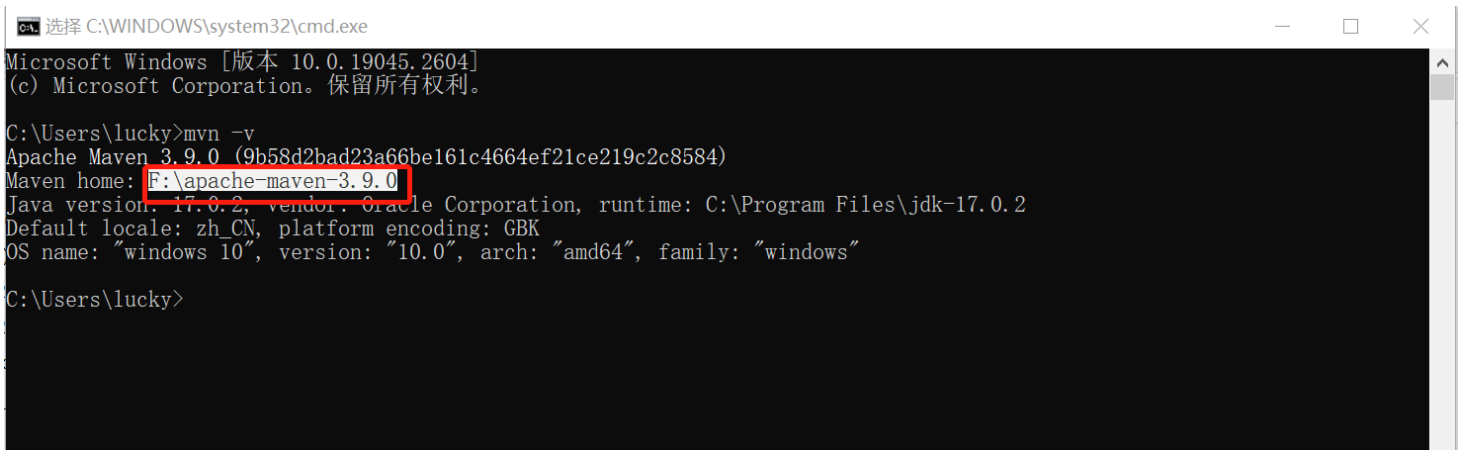 选择 C:\WINDOWS\system32\cmd.exe
Microsoft Windows [版本 10.0.19045.2604]
(c) Microsoft Corporation。保留所有权利。
C:\Users\lucky>mvn -v
Apache Maven 3.9.0 (9b58d2bad23a66be161c4664ef21ce219c2c8584)
Maven home: F:\apache-maven-3.9.0
Java version: 17.0.2, vendor: Oracle Corporation, runtime: C:\Program Files\jdk-17.0.2
Default locale: zh_CN, platform encoding: GBK
OS name: "windows 10", version: "10.0", arch: "amd64", family: "windows"
C:\Users\lucky>